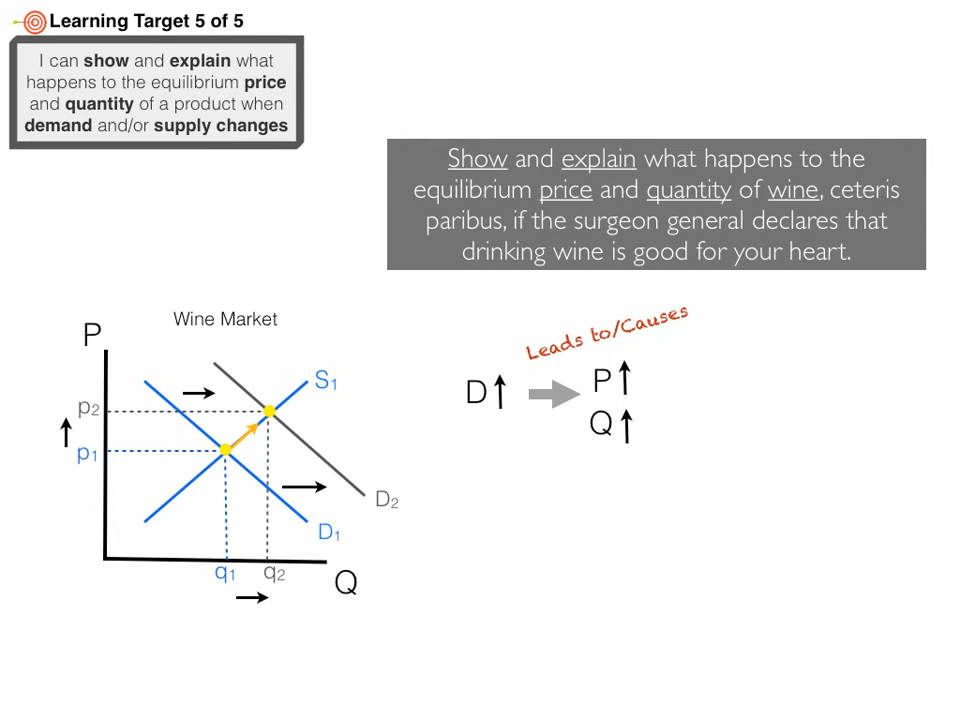 Learning Target 5 of 5
I can show and explain what
happens to the equilibrium price
and quantity of a product when
demand and/or supply changes
Show and explain what happens to the
equilibrium price and quantity of wine, ceteris
paribus, if the surgeon general declares that
drinking wine is good for your heart.
Wine Market
P
S₁
p₂
p₁
D₂
D₁
q₁ q₂
Q
Leads to/Causes
D
P
Q